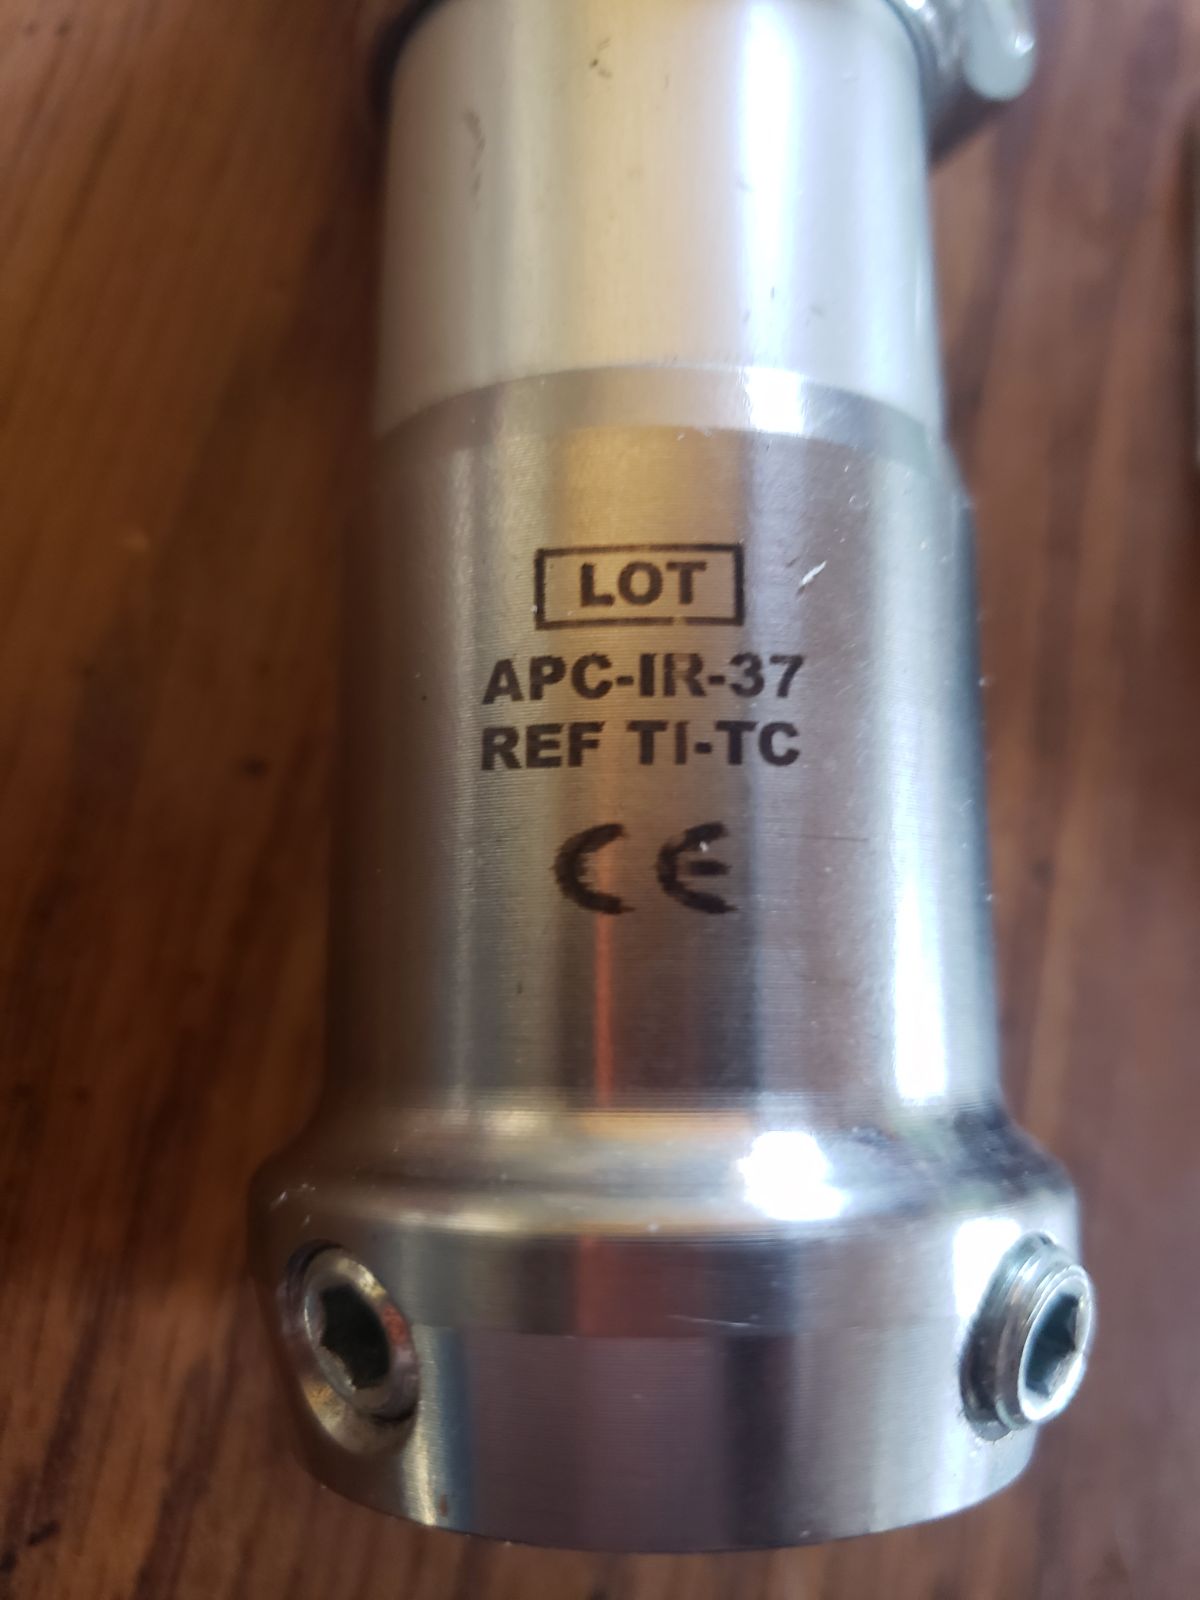 LOT
APC-IR-37
REF TI-TC
CE